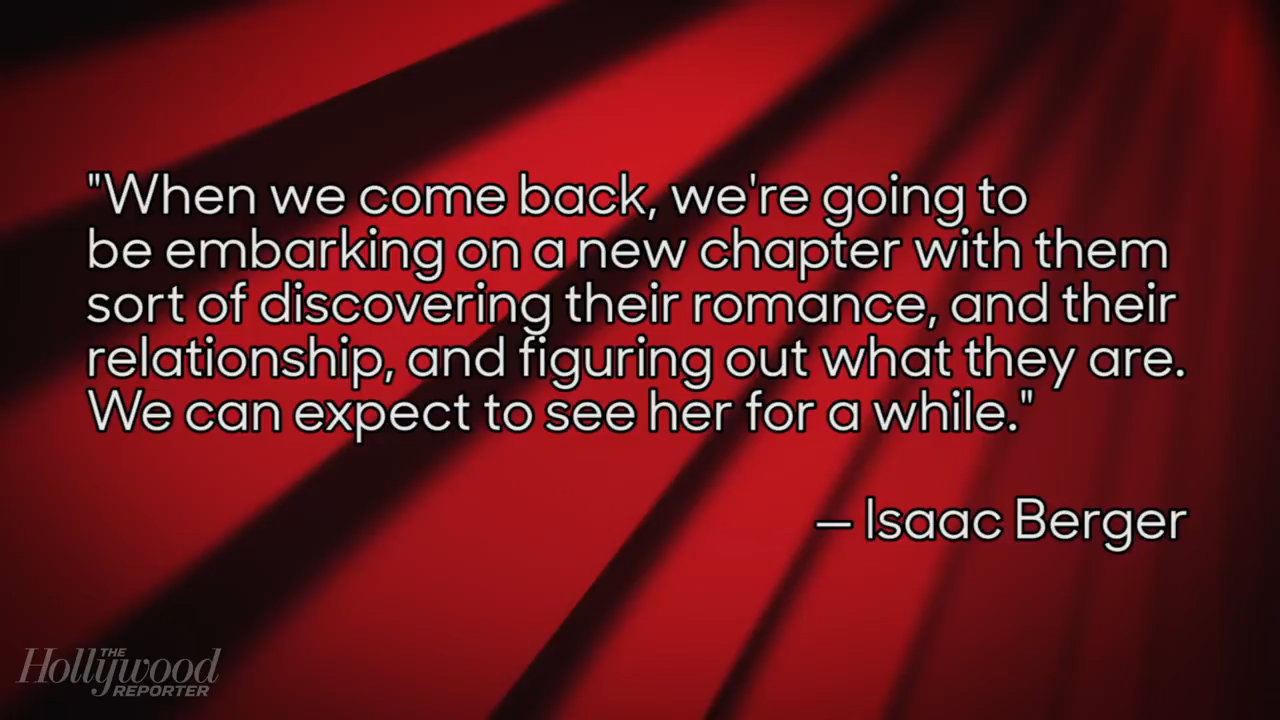 "When we come back, we're going to
be embarking on a new chapter with them
sort of discovering their romance, and their
relationship, and figuring out what they are.
We can expect to see her for a while."
— Isaac Berger
THE
Hollywood
REPORTER